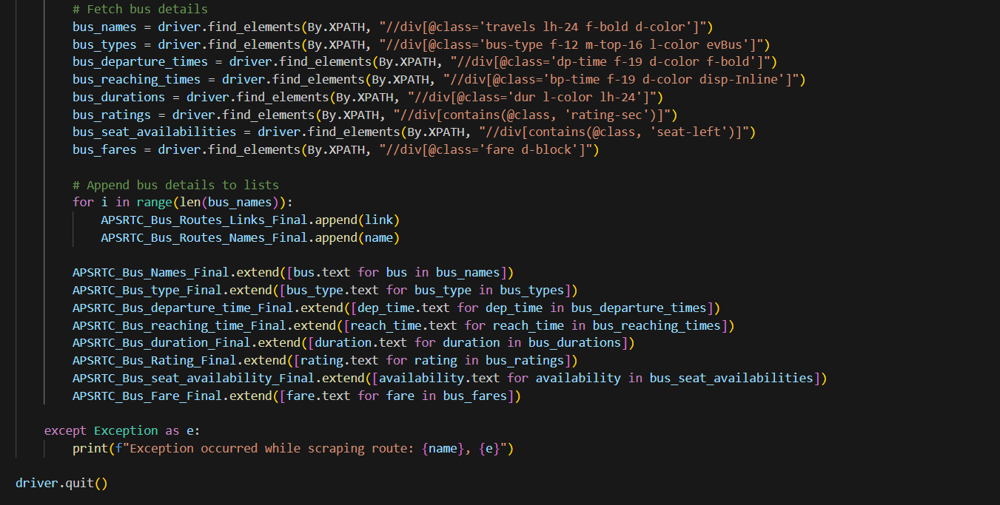 # Fetch bus details
bus_names = driver.find_elements(By.XPATH, "//div[@class='travels lh-24 f-bold d-color']")
bus_types = driver.find_elements(By.XPATH, "//div[@class='bus-type f-12 m-top-16 l-color evBus']")
bus_departure_times = driver.find_elements(By.XPATH, "//div[@class='dp-time f-19 d-color f-bold']")
bus_reaching_times = driver.find_elements(By.XPATH, "//div[@class='bp-time f-19 d-color disp-Inline']")
bus_durations = driver.find_elements(By.XPATH, "//div[@class='dur l-color lh-24']")
bus_ratings = driver.find_elements(By.XPATH, "//div[contains(@class, 'rating-sec')]")
bus_seat_availabilities = driver.find_elements(By.XPATH, "//div[contains(@class, 'seat-left')]")
bus_fares = driver.find_elements(By.XPATH, "//div[@class='fare d-block']")
# Append bus details to lists
for i in range(len(bus_names)):
APSRTC_Bus_Routes_Links_Final.append(link)
APSRTC_Bus_Routes_Names_Final.append(name)
APSRTC_Bus_Names_Final.extend([bus.text for bus in bus_names])
APSRTC_Bus_type_Final.extend([bus_type.text for bus_type in bus_types])
APSRTC_Bus_departure_time_Final.extend([dep_time.text for dep_time in bus_departure_times])
APSRTC_Bus_reaching_time_Final.extend([reach_time.text for reach_time in bus_reaching_times])
APSRTC_Bus_duration_Final.extend([duration.text for duration in bus_durations])
APSRTC_Bus_Rating_Final.extend([rating.text for rating in bus_ratings])
APSRTC_Bus_seat_availability_Final.extend([availability.text for availability in bus_seat_availabilities])
APSRTC_Bus_Fare_Final.extend([fare.text for fare in bus_fares])
except Exception as e:
print(f"Exception occurred while scraping route: {name}, {e}")
driver.quit()